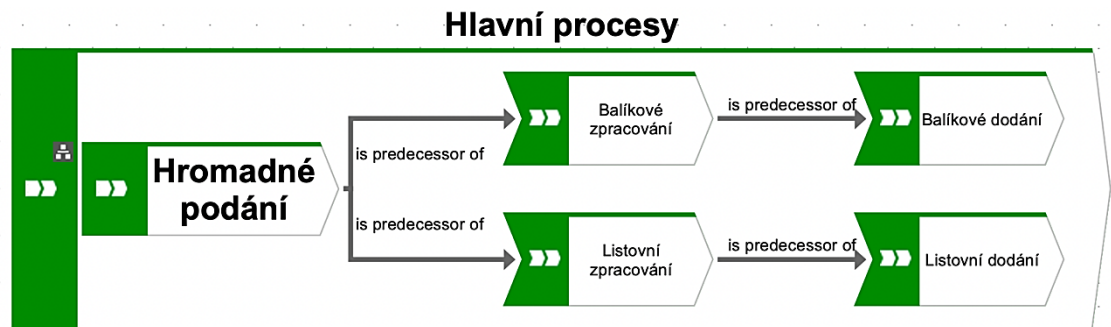 Hlavní procesy
Balíkové
zpracování
is predecessor of
Balíkové dodání
is predecessor of
Hromadné
podání
is predecessor of
Listovní
zpracování
is predecessor of
Listovní dodání